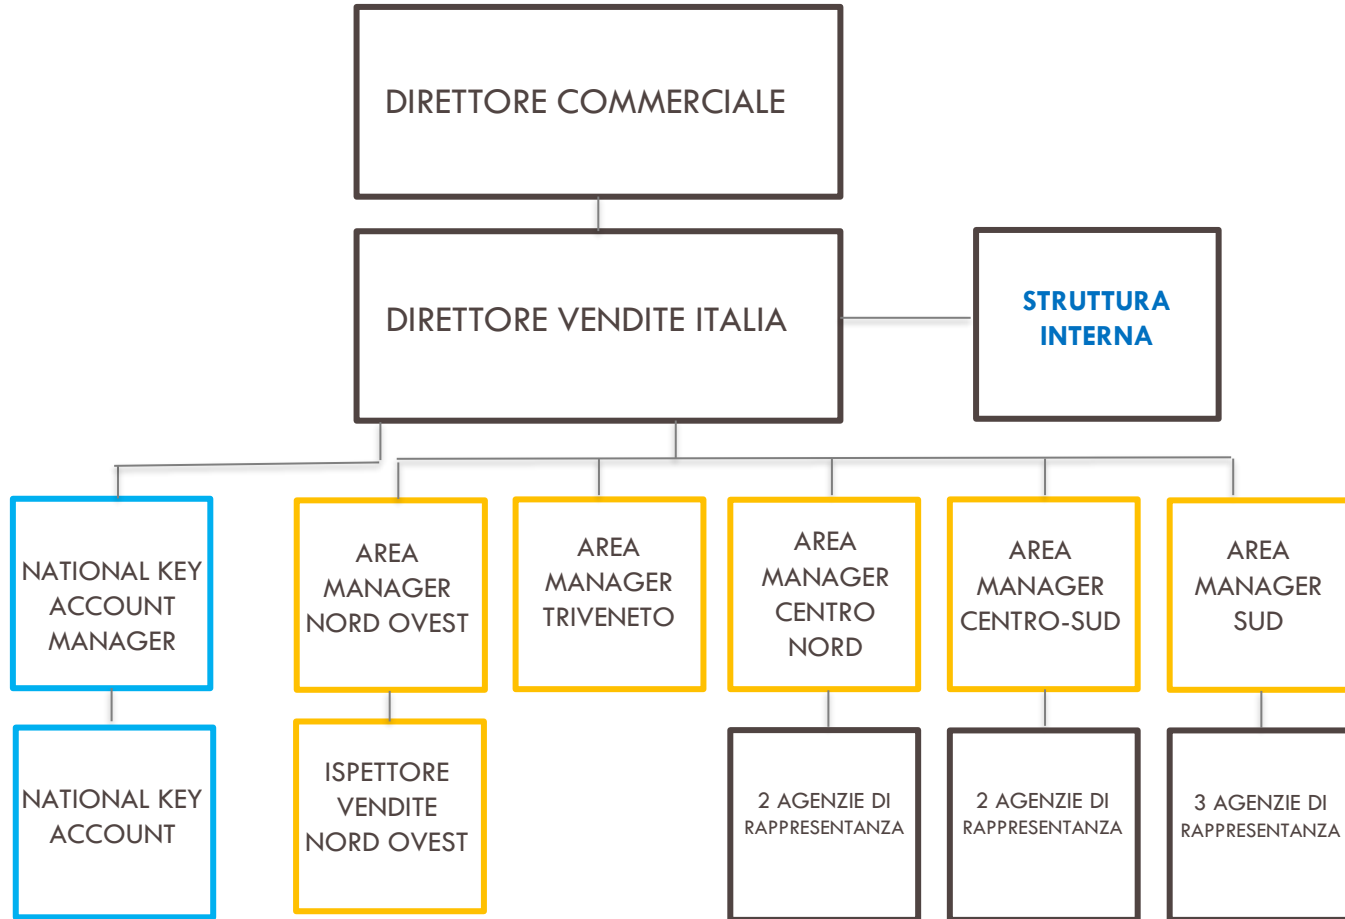 DIRETTORE COMMERCIALE
DIRETTORE VENDITE ITALIA
STRUTTURA
INTERNA
NATIONAL KEY
ACCOUNT
MANAGER
AREA
MANAGER
NORD OVEST
AREA
MANAGER
TRIVENETO
AREA
MANAGER
CENTRO
NORD
AREA
MANAGER
CENTRO-SUD
AREA
MANAGER
SUD
NATIONAL KEY
ACCOUNT
ISPETTORE
VENDITE
NORD OVEST
2 AGENZIE DI
RAPPRESENTANZA
2 AGENZIE DI
RAPPRESENTANZA
3 AGENZIE DI
RAPPRESENTANZA